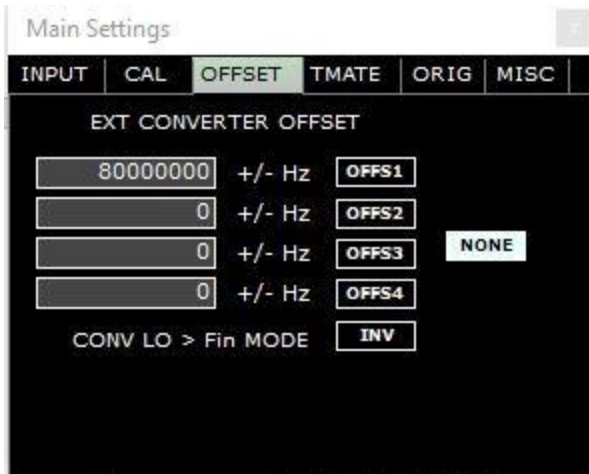 Main Settings
x
INPUT CAL OFFSET TMATE ORIG MISC
EXT CONVERTER OFFSET
80000000 +/- Hz OFFS1
0 +/- Hz OFFS2
0 +/- Hz OFFS3 NONE
0 +/- Hz OFFS4
CONV LO > Fin MODE INV